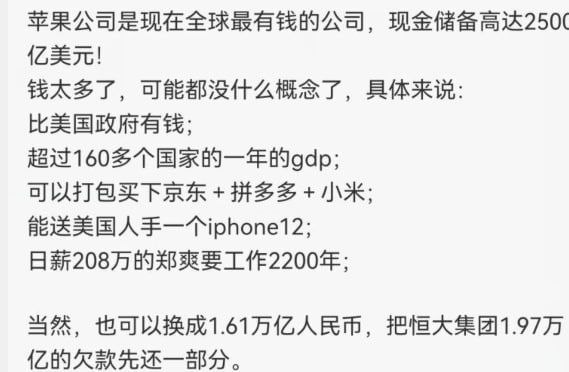 苹果公司是现在全球最有钱的公司，现金储备高达2500
亿美元！
钱太多了，可能都没什么概念了，具体来说：
比美国政府有钱；
超过160多个国家的一年的gdp；
可以打包买下京东+拼多多+小米；
能送美国人手一个iphone12；
日薪208万的郑爽要工作2200年；
当然，也可以换成1.61万亿人民币，把恒大集团1.97万
亿的欠款先还一部分。